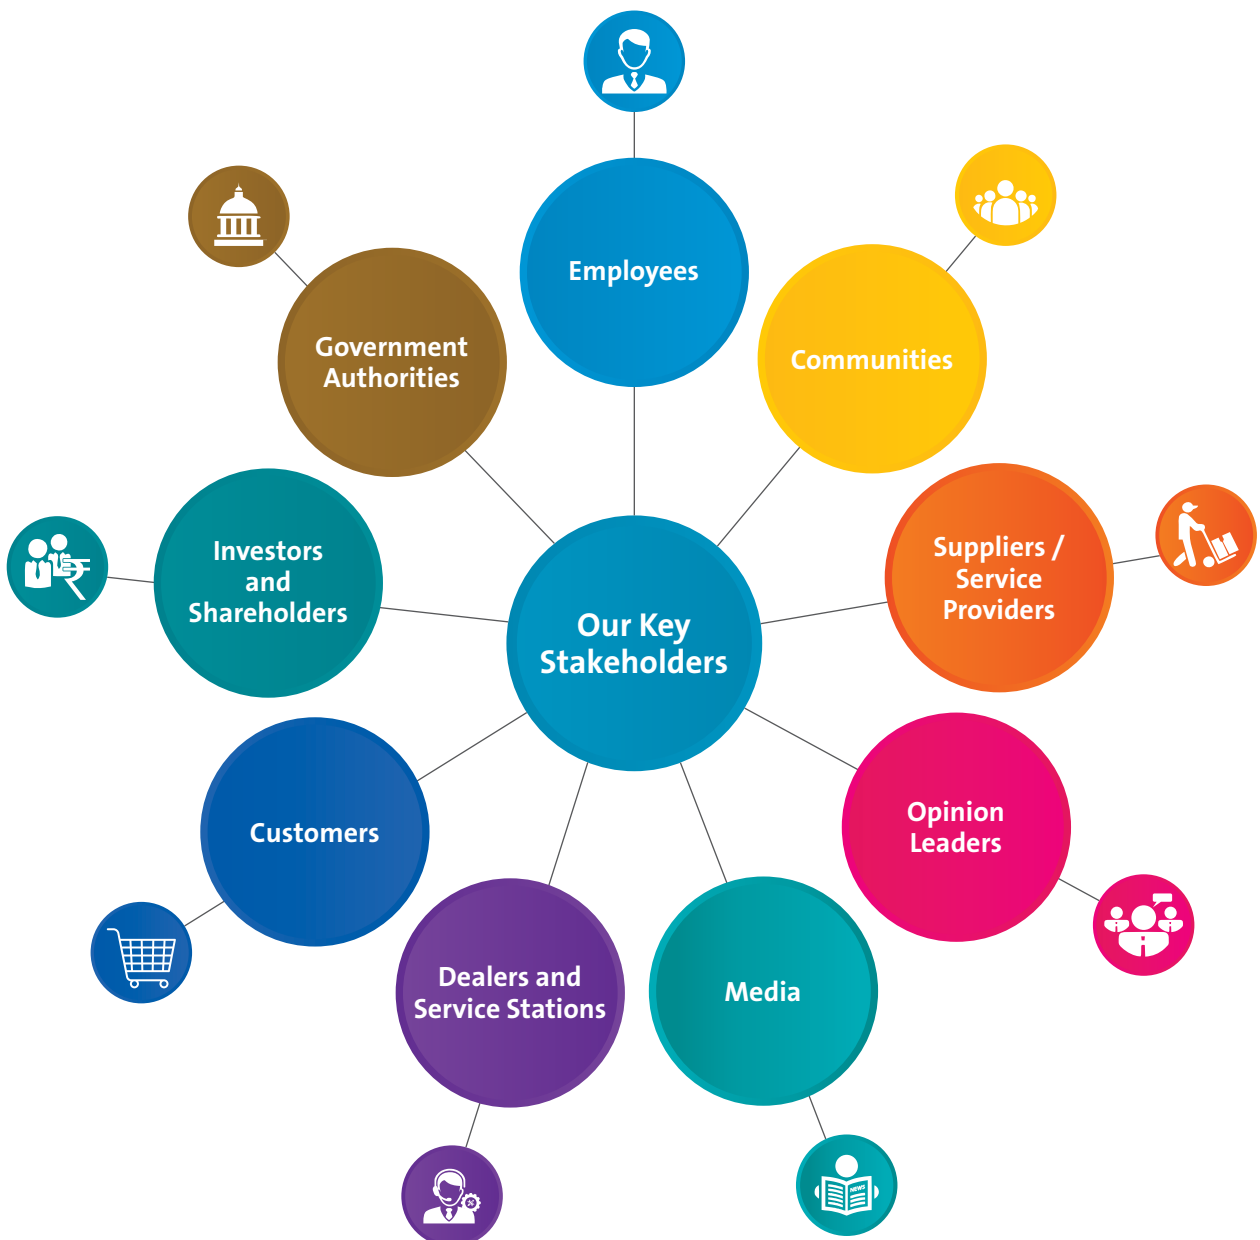 Employees
Communities
Suppliers /
Service
Providers
Opinion
Leaders
NEWS
Media
Dealers and
Service Stations
Customers
Investors
and
Shareholders
Government
Authorities
Our Key
Stakeholders